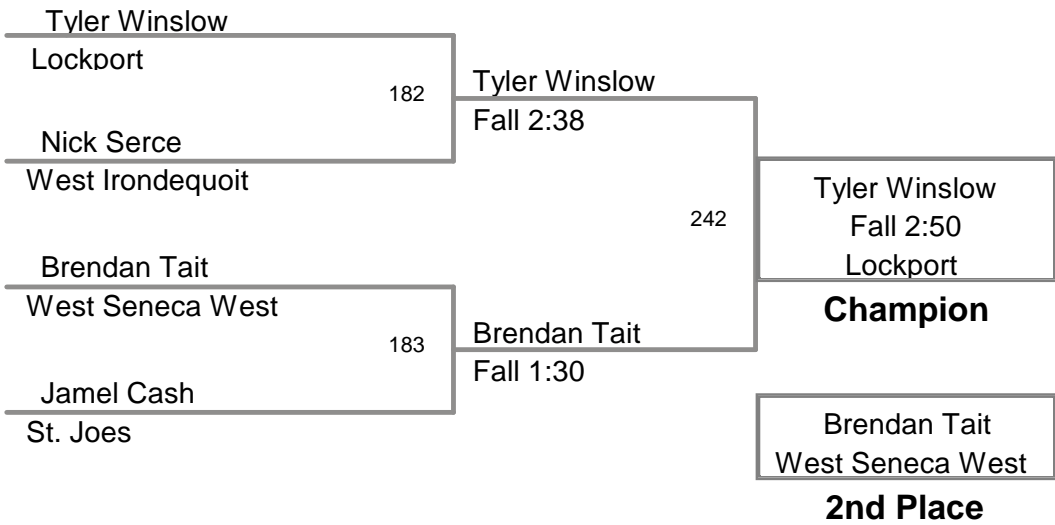 Tyler Winslow
Lockport
182
Nick Serce
West Irondequoit
Brendan Tait
West Seneca West
183
Jamel Cash
St. Joes
Tyler Winslow
Fall 2:38
242
Brendan Tait
Fall 1:30
Tyler Winslow
Fall 2:50
Lockport
Champion
Brendan Tait
West Seneca West
2nd Place